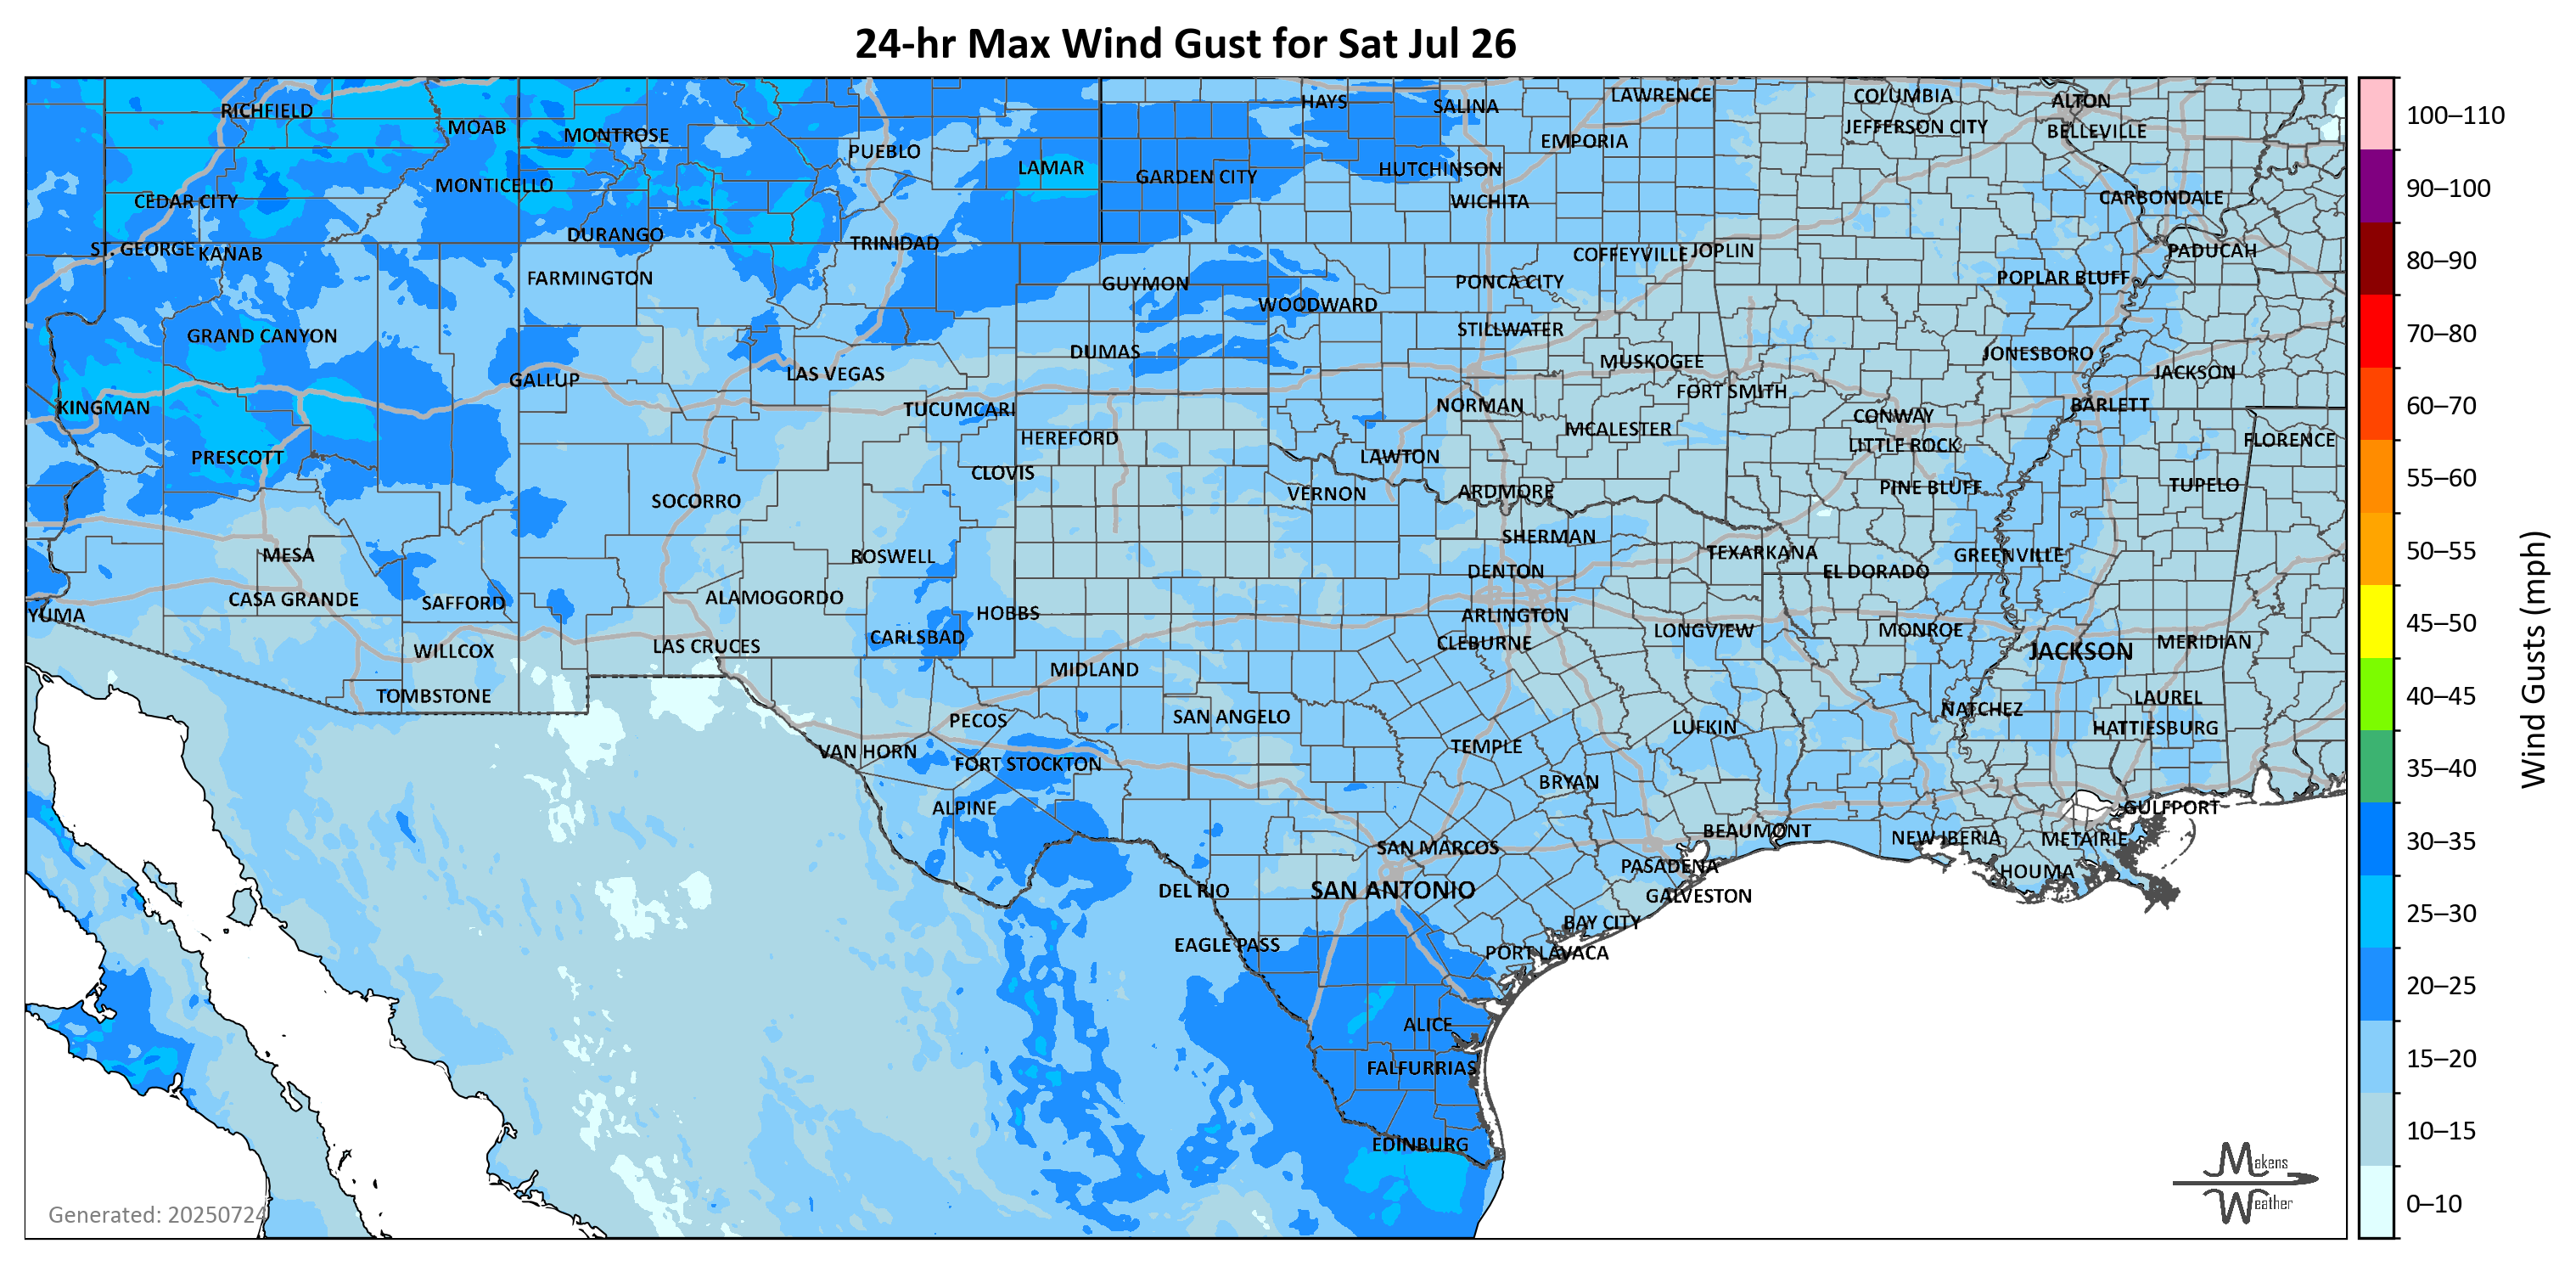 24-hr Max Wind Gust for Sat Jul 26
RICHFIELD
MOAB
MONTROSE
PUEBLO
LAMAR
HAYS
SALINA
LAWRENCE
COLUMBIA
ALTON
JEFFERSON CITY
BELLEVILLE
EMPORIA
GARDEN CITY
HUTCHINSON
MONTICELLO
CEDAR CITY
WICHITA
CARBONDALE
DURANGO
TRINIDAD
ST. GEORGE
KANAB
FARMINGTON
COFFEYVILLE
JOPLIN
PADUCAH
GUYMON
PONCA CITY
POPLAR BLUFF
WOODWARD
GRAND CANYON
STILLWATER
DUMAS
MUSKOGEE
JONESBORO
JACKSON
GALLUP
LAS VEGAS
FORT SMITH
KINGMAN
TUCUMCARI
NORMAN
CONWAY
BARLETT
HEREFORD
MCALESTER
LITTLE ROCK
FLORENCE
PRESCOTT
CLOVIS
LAWTON
SOCORRO
VERNON
ARDMORE
PINE BLUFF
TUPELO
MESA
ROSWELL
SHERMAN
TEXARKANA
GREENVILLE
DENTON
EL DORADO
CASA GRANDE
SAFFORD
ALAMOGORDO
HOBBS
ARLINGTON
YUMA
CARLSBAD
CLEBURNE
LONGVIEW
MONROE
MERIDIAN
WILLCOX
LAS CRUCES
JACKSON
MIDLAND
TOMBSTONE
LAUREL
PECOS
SAN ANGELO
NATCHEZ
LUFKIN
HATTIESBURG
VAN HORN
FORT STOCKTON
TEMPLE
BRYAN
ALPINE
GULFPORT
BEAUMONT
NEW IBERIA
METAIRIE
SAN MARCOS
PASADENA
HOUMA
DEL RIO
SAN ANTONIO
GALVESTON
BAY CITY
EAGLE PASS
PORT LAVACA
ALICE
FALFURRIAS
EDINBURG
Generated: 20250724
Makens
Weather
100–110
90–100
80–90
70–80
60–70
55–60
50–55
45–50
40–45
35–40
30–35
25–30
20–25
15–20
10–15
0–10
Wind Gusts (mph)